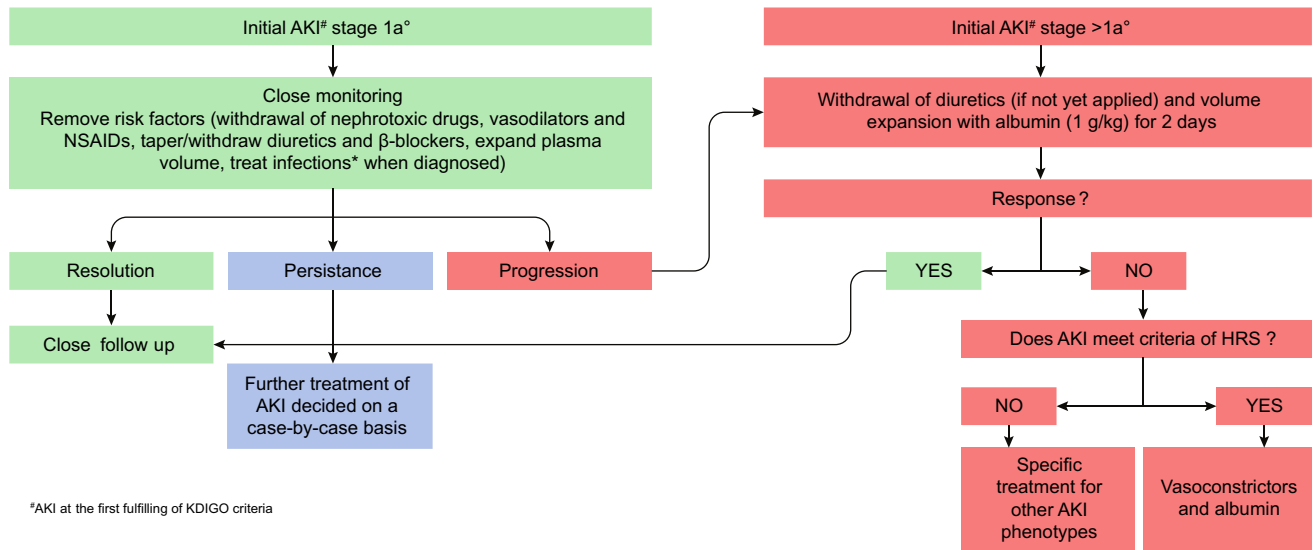 Initial AKI# stage 1a°
Close monitoring
Remove risk factors (withdrawal of nephrotoxic drugs, vasodilators and
NSAIDs, taper/withdraw diuretics and β-blockers, expand plasma
volume, treat infections* when diagnosed)
Resolution
Persistance
Progression
Close follow up
Further treatment of
AKI decided on a
case-by-case basis
#AKI at the first fulfilling of KDIGO criteria
Initial AKI# stage >1a°
Withdrawal of diuretics (if not yet applied) and volume
expansion with albumin (1 g/kg) for 2 days
Response ?
YES
NO
Does AKI meet criteria of HRS ?
NO
YES
Specific
treatment for
other AKI
phenotypes
Vasoconstrictors
and albumin